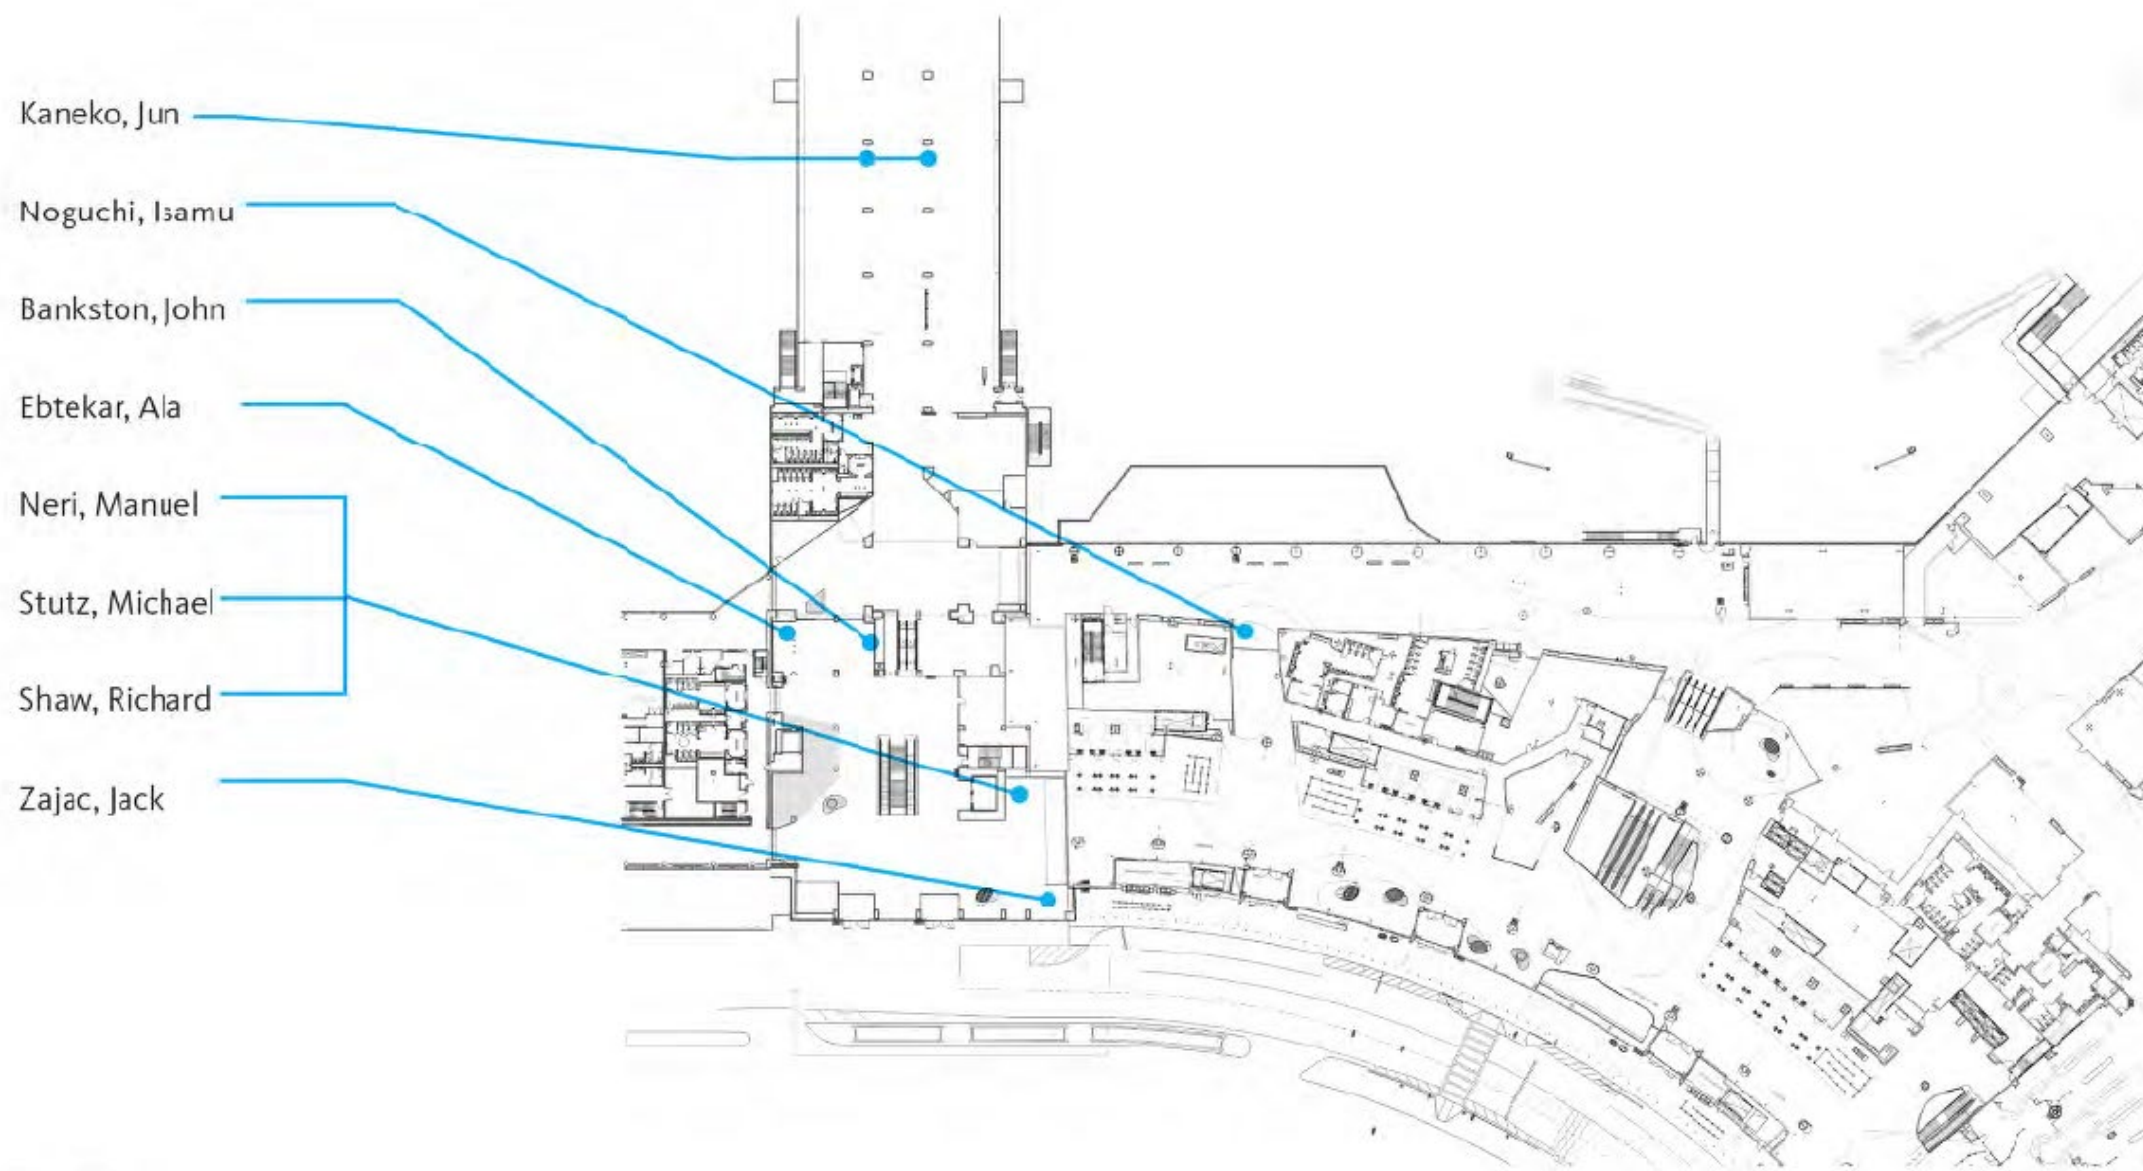 Kaneko, Jun
Noguchi, Isamu
Bankston, John
Ebtekar, Ala
Neri, Manuel
Stutz, Michael
Shaw, Richard
Zajac, Jack